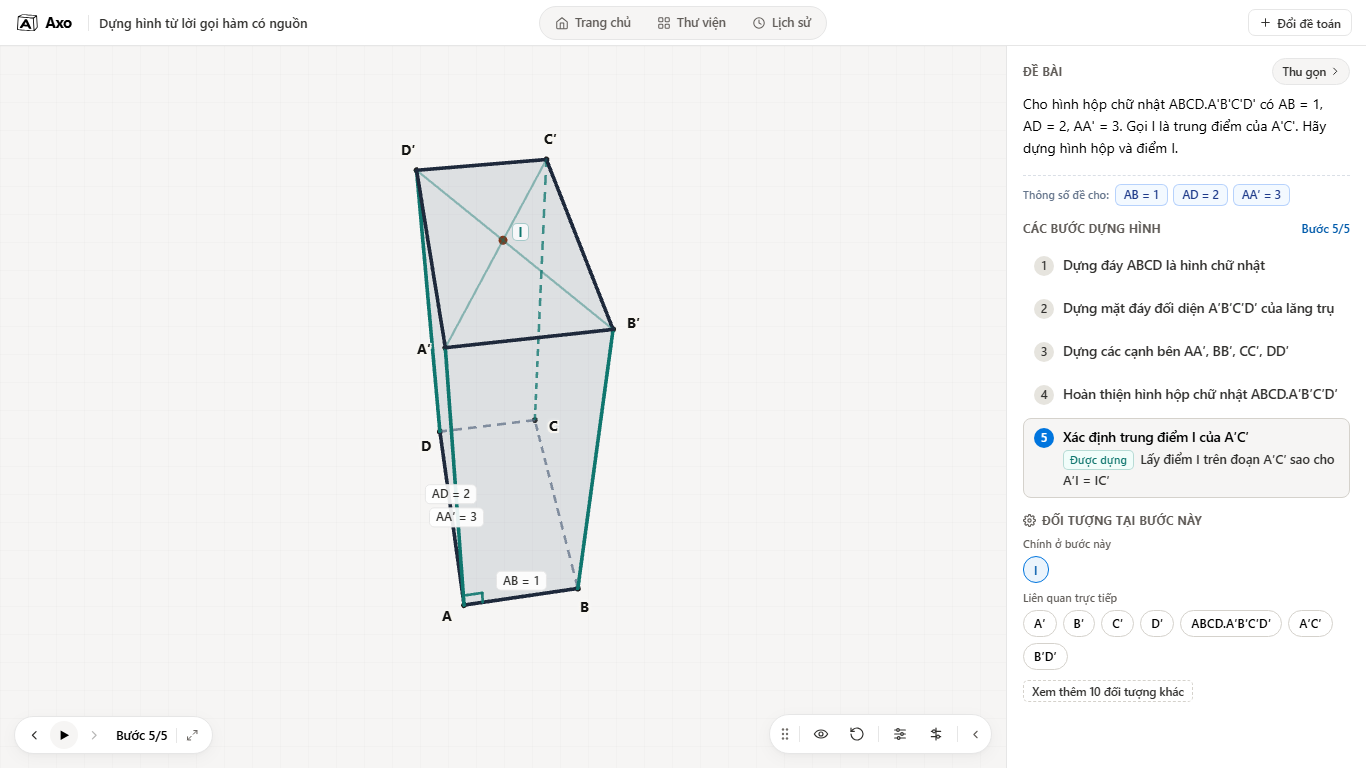 Axo
Dựng hình từ lời gọi hàm có nguồn
Trang chủ
Thư viện
Lịch sử
Đổi đề toán
ĐỀ BÀI
Thu gọn
Cho hình hộp chữ nhật ABCD.A'B'C'D' có AB = 1,
AD = 2, AA' = 3. Gọi I là trung điểm của A'C'. Hãy
dựng hình hộp và điểm I.
Thông số đề cho:
AB = 1
AD = 2
AA′ = 3
CÁC BƯỚC DỰNG HÌNH
Bước 5/5
1 Dựng đáy ABCD là hình chữ nhật
2 Dựng mặt đáy đối diện A′B′C′D′ của lăng trụ
3 Dựng các cạnh bên AA′, BB′, CC′, DD′
4 Hoàn thiện hình hộp chữ nhật ABCD.A′B′C′D′
5 Xác định trung điểm I của A′C′
Được dựng Lấy điểm I trên đoạn A′C′ sao cho
A′I = IC′
ĐỐI TƯỢNG TẠI BƯỚC NÀY
Chính ở bước này
I
Liên quan trực tiếp
A′
B′
C′
D′
ABCD.A′B′C′D′
A′C′
B′D′
Xem thêm 10 đối tượng khác
D′
C′
I
A′
B′
D
C
AD = 2
AA′ = 3
AB = 1
A
B
Bước 5/5